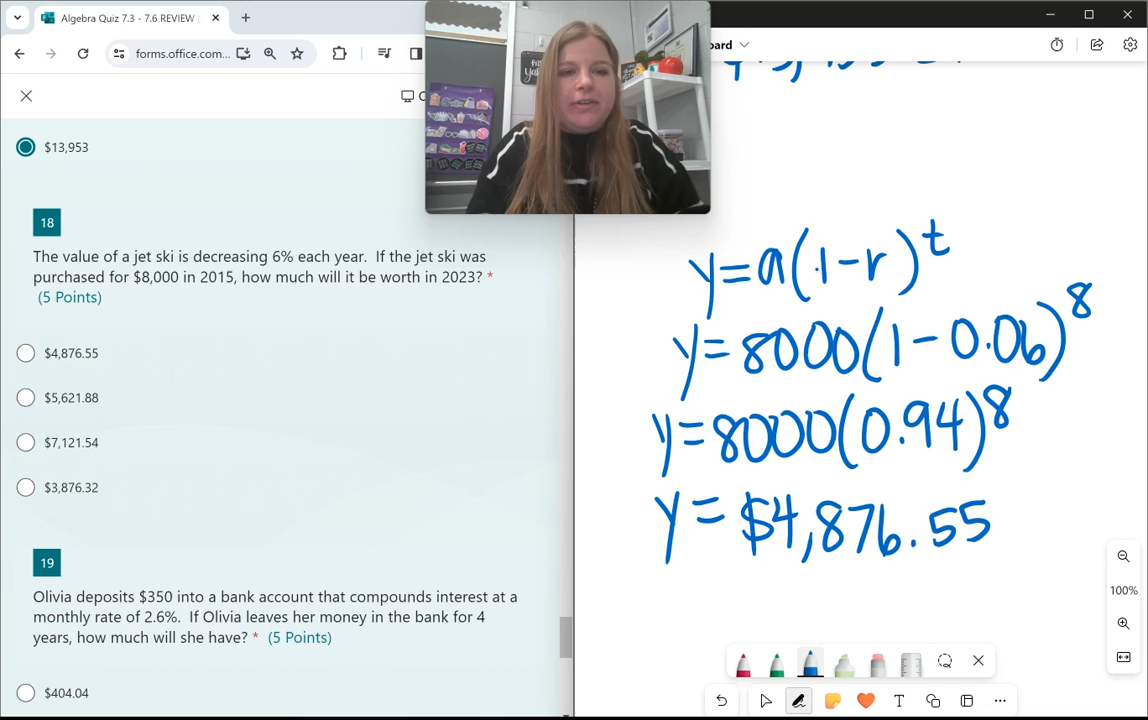 Algebra Quiz 7.3 - 7.6 REVIEW (
forms.office.com...
$13,953
18
The value of a jet ski is decreasing 6% each year. If the jet ski was
purchased for $8,000 in 2015, how much will it be worth in 2023? *
(5 Points)
$4,876.55
$5,621.88
$7,121.54
$3,876.32
19
Olivia deposits $350 into a bank account that compounds interest at a
monthly rate of 2.6%. If Olivia leaves her money in the bank for 4
years, how much will she have? * (5 Points)
$404.04
y=a(1-r)^t
y=8000(1-0.06)^8
y=8000(0.94)^8
y=$4,876.55
100%
T